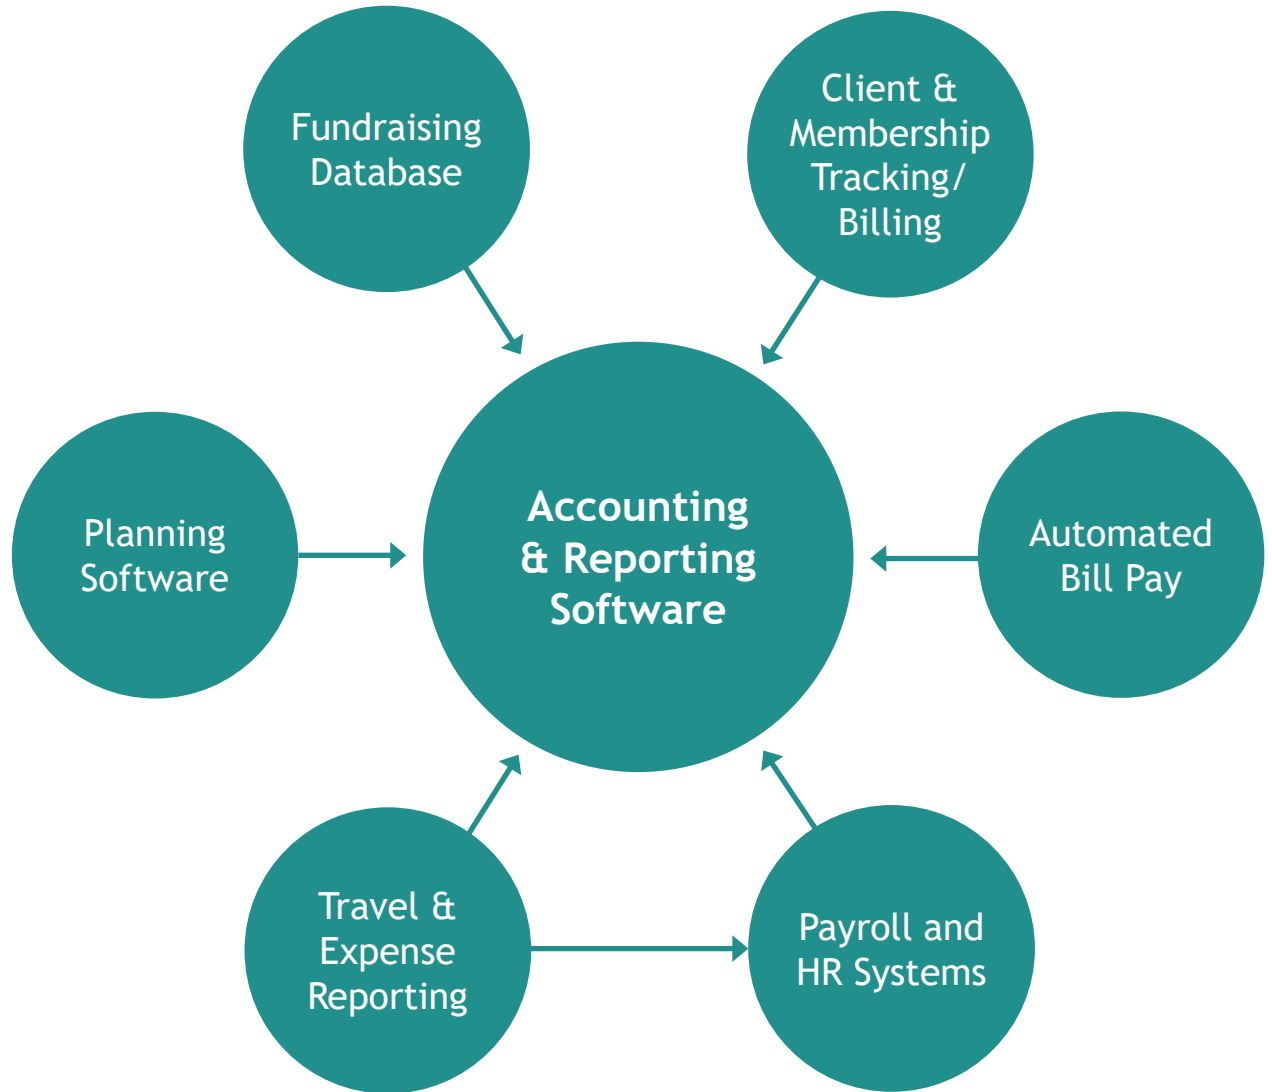 Fundraising
Database
Client &
Membership
Tracking/
Billing
Planning
Software
Accounting
& Reporting
Software
Automated
Bill Pay
Travel &
Expense
Reporting
Payroll and
HR Systems